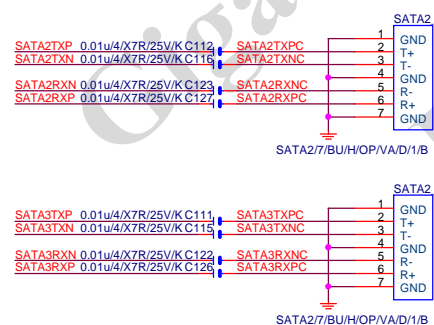 SATA2
1 GND
SATA2TXP 0.01u/4/X7R/25V/K C112 SATA2TXPC 2 T+
SATA2TXN 0.01u/4/X7R/25V/K C116 SATA2TXNC 3 T-
4 GND
SATA2RXN 0.01u/4/X7R/25V/K C123 SATA2RXNC 5 R-
SATA2RXP 0.01u/4/X7R/25V/K C127 SATA2RXPC 6 R+
7 GND
SATA2/7/BU/H/OP/VA/D/1/B
SATA2
1 GND
SATA3TXP 0.01u/4/X7R/25V/K C111 SATA3TXPC 2 T+
SATA3TXN 0.01u/4/X7R/25V/K C115 SATA3TXNC 3 T-
4 GND
SATA3RXN 0.01u/4/X7R/25V/K C122 SATA3RXNC 5 R-
SATA3RXP 0.01u/4/X7R/25V/K C126 SATA3RXPC 6 R+
7 GND
SATA2/7/BU/H/OP/VA/D/1/B
Giga